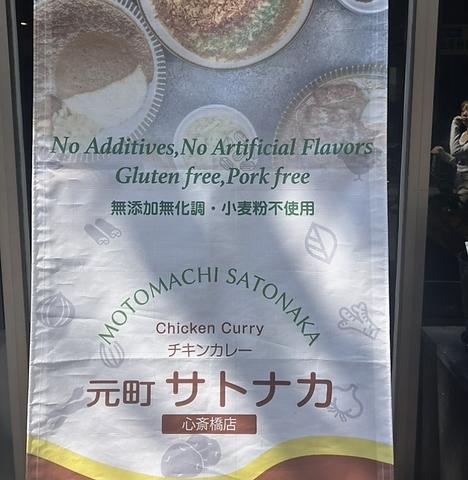 No Additives,No Artificial Flavors
Gluten free,Pork free
無添加無化調・小麦粉不使用
MOTOMACHI SATONAKA
Chicken Curry
チキンカレー
元町 サトナカ
心斎橋店